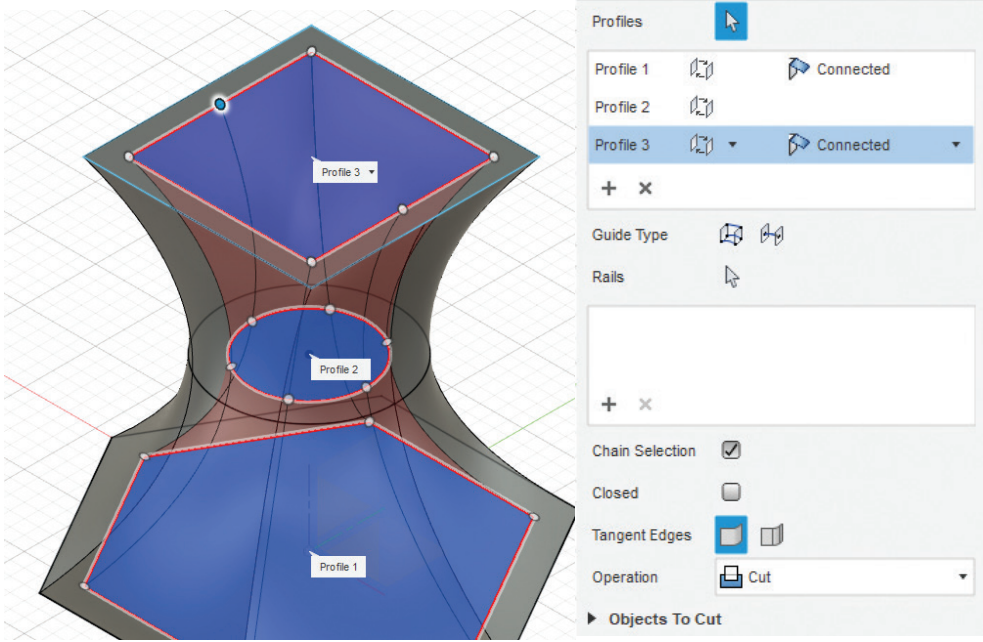 Profile 3
Profile 2
Profile 1
Profiles
Profile 1 Connected
Profile 2
Profile 3 Connected
Guide Type
Rails
Chain Selection
Closed
Tangent Edges
Operation Cut
Objects To Cut